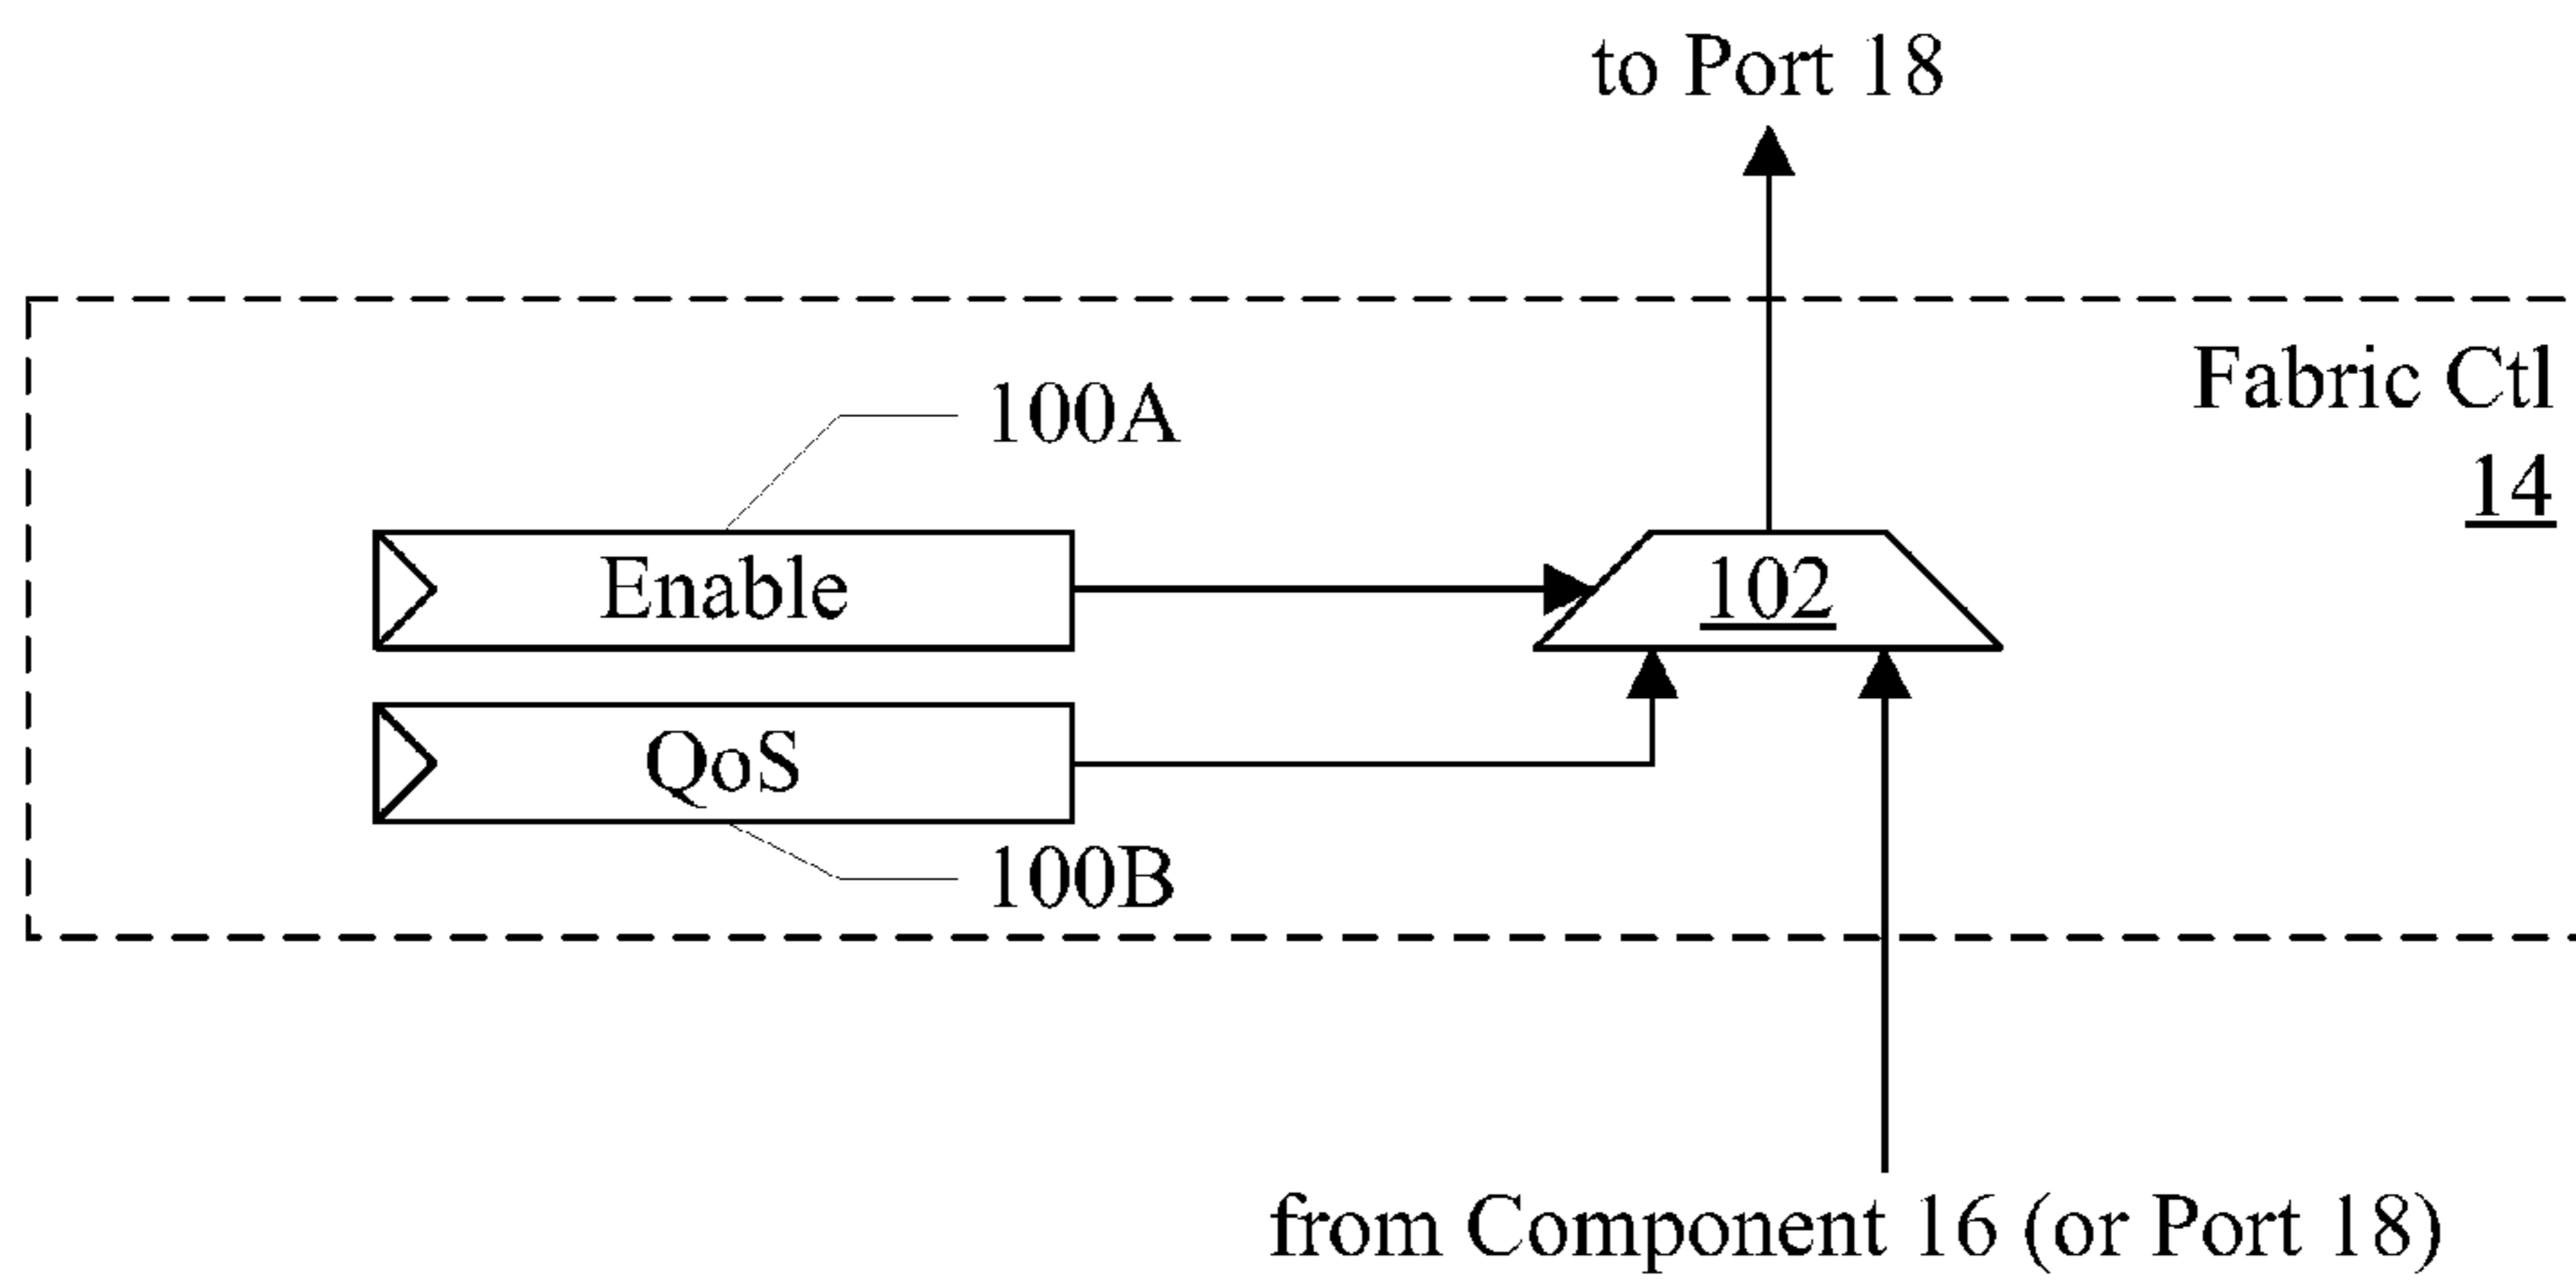 to Port 18
Fabric Ctl
14
100A
Enable
102
QoS
100B
from Component 16 (or Port 18)